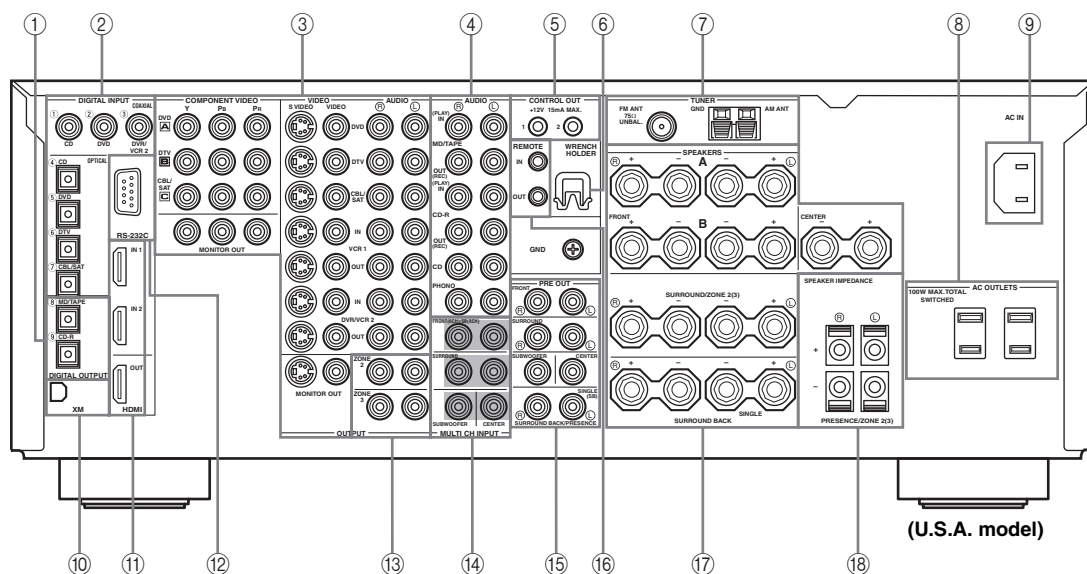 ① ② ③ ④ ⑤ ⑥ ⑦ ⑧ ⑨
DIGITAL INPUT
① ② ③ COAXIAL
CD DVD DVR/
VCR 2
④ CD OPTICAL
⑤ DVD
⑥ DTV
⑦ CBL/SAT
⑧ MD/TAPE
⑨ CD-R
DIGITAL OUTPUT
XM
RS-232C
IN 1
IN 2
OUT
HDMI
COMPONENT VIDEO
Y PB PR
DVD
A
DTV
B
CBL/
SAT
C
MONITOR OUT
VIDEO AUDIO
S VIDEO VIDEO R L
DVD
DTV
CBL/
SAT
IN
VCR 1
OUT
IN
DVR/VCR 2
OUT
MONITOR OUT
ZONE
2
ZONE
3
OUTPUT
AUDIO
R L
(PLAY)
IN
MD/TAPE
OUT
(REC)
(PLAY)
IN
CD-R
OUT
(REC)
CD
PHONO
SURROUND
SUBWOOFER CENTER
MULTI CH INPUT
CONTROL OUT
+12V 15mA MAX.
1 2
REMOTE
IN
OUT
WRENCH
HOLDER
GND
PRE OUT
FRONT
R L
SURROUND
R L
SUBWOOFER CENTER
SINGLE
(SB)
R L
SURROUND BACK/PRESENCE
TUNER
FM ANT
75Ω
UNBAL.
GND AM ANT
SPEAKERS
R + − A − + L
FRONT + − B − +
CENTER
− +
SURROUND/ZONE 2(3)
R + − − + L
R + − − + L
SINGLE
SURROUND BACK
SPEAKER IMPEDANCE
R L
+
−
PRESENCE/ZONE 2(3)
AC IN
AC OUTLETS
100W MAX.TOTAL
SWITCHED
(U.S.A. model)
⑩ ⑪ ⑫ ⑬ ⑭ ⑮ ⑯ ⑰ ⑱